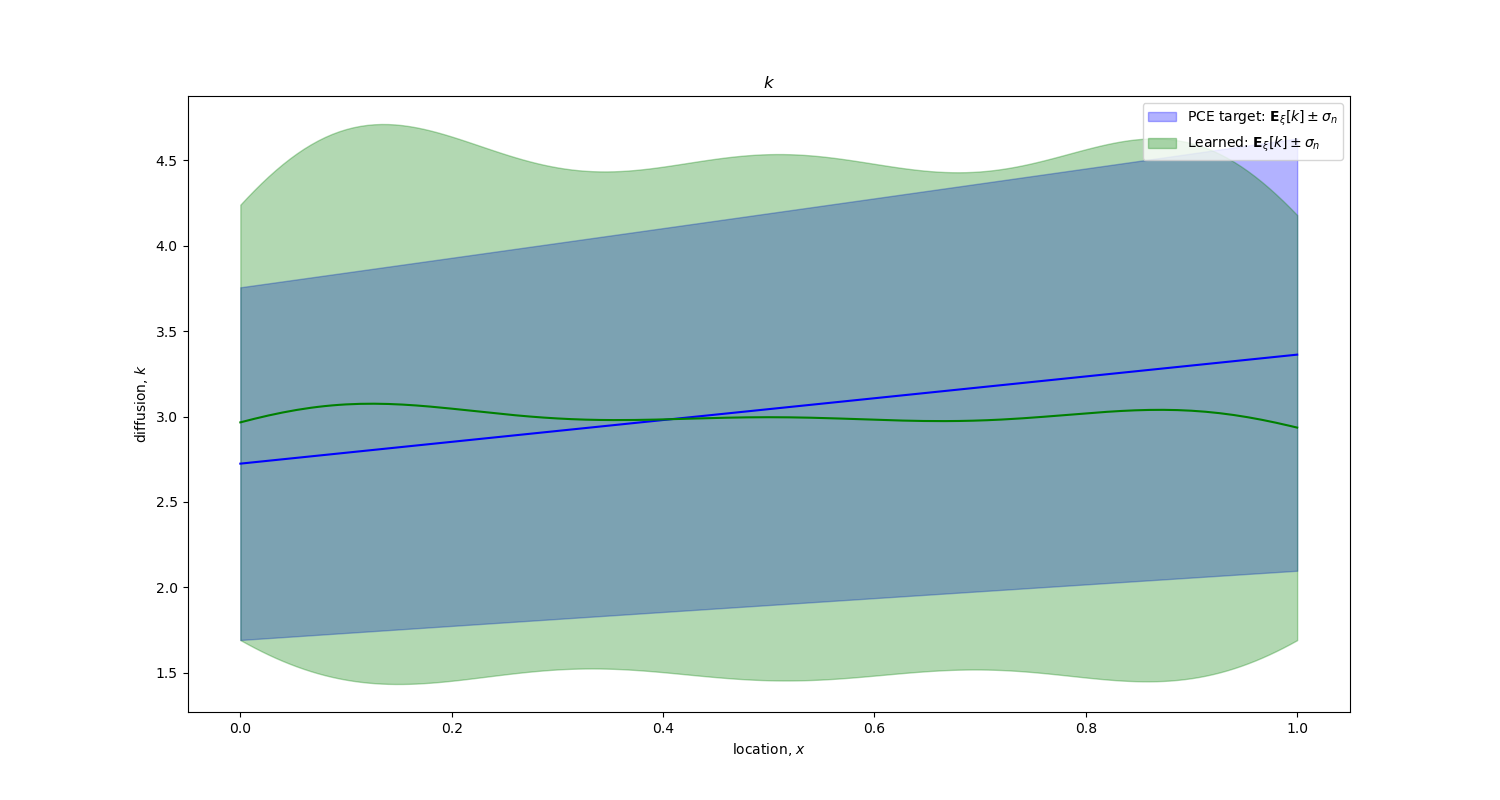 k
PCE target: E_ξ[k] ± σ_n
Learned: E_ξ[k] ± σ_n
diffusion, k
4.5
4.0
3.5
3.0
2.5
2.0
1.5
0.0 0.2 0.4 0.6 0.8 1.0
location, x